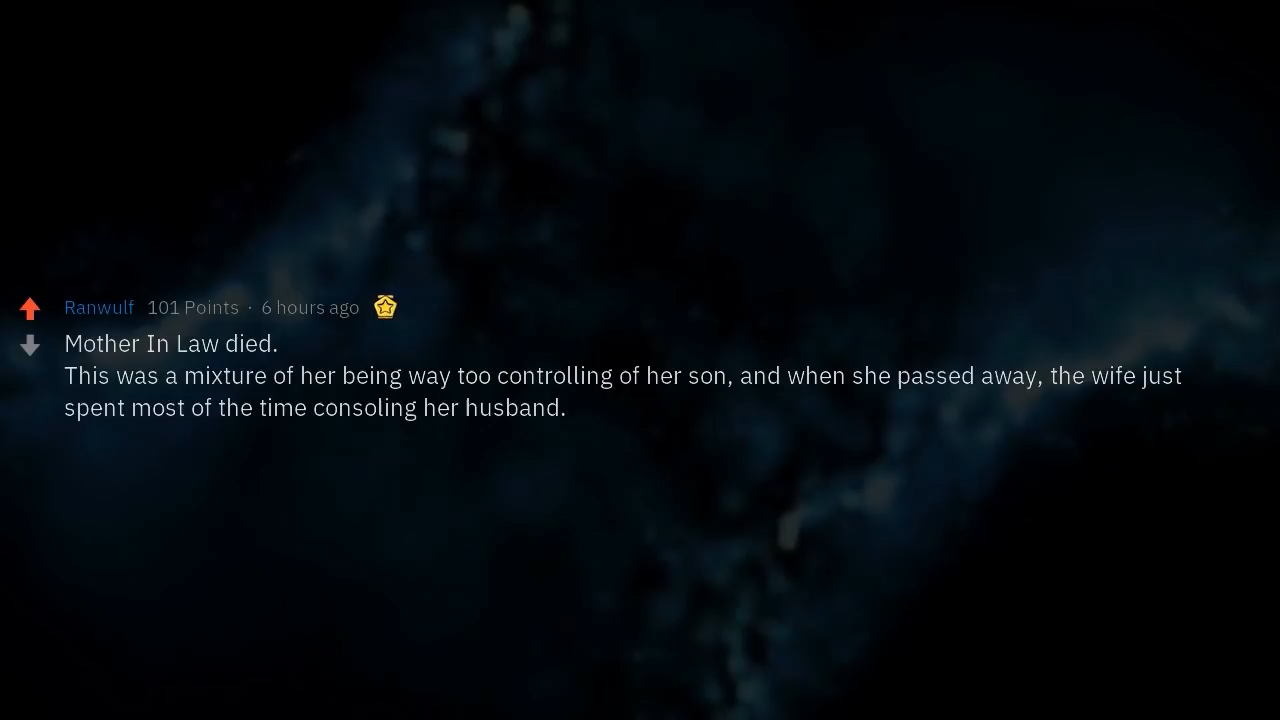 Ranwulf 101 Points · 6 hours ago
Mother In Law died.
This was a mixture of her being way too controlling of her son, and when she passed away, the wife just
spent most of the time consoling her husband.